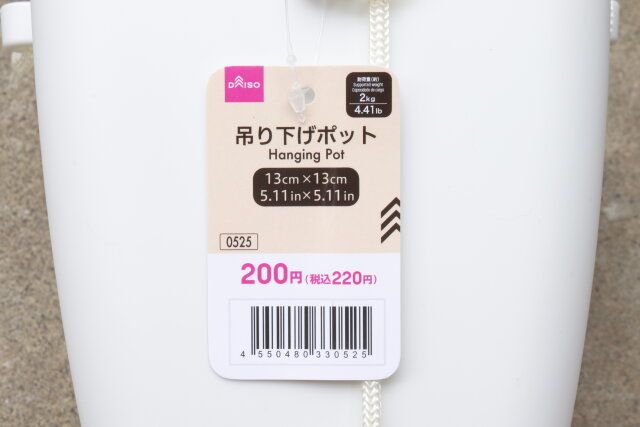 DAISO
耐荷重(約)
Supported weight
Capacidade de carga
2kg
4.41lb
吊り下げポット
Hanging Pot
13cm×13cm
5.11in×5.11in
0525
200円(税込220円)
4 550480 330525